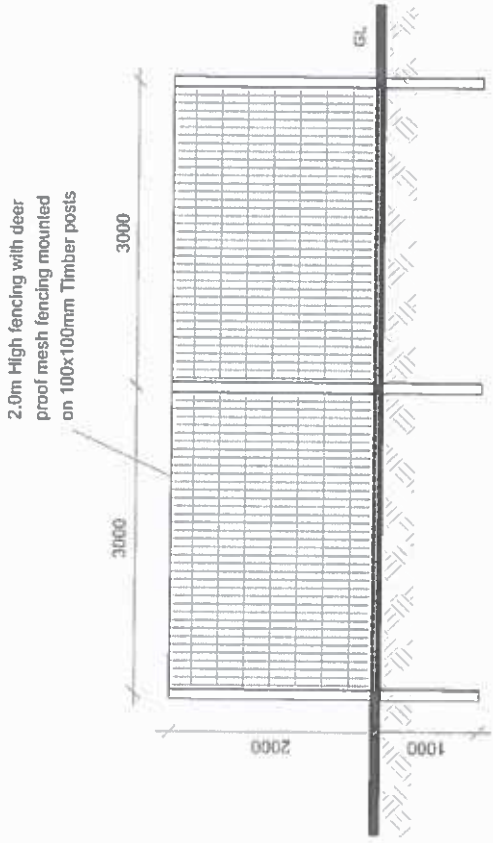 2.0m High fencing with deer
proof mesh fencing mounted
on 100x100mm Timber posts
3000
3000
GL
2000
1000